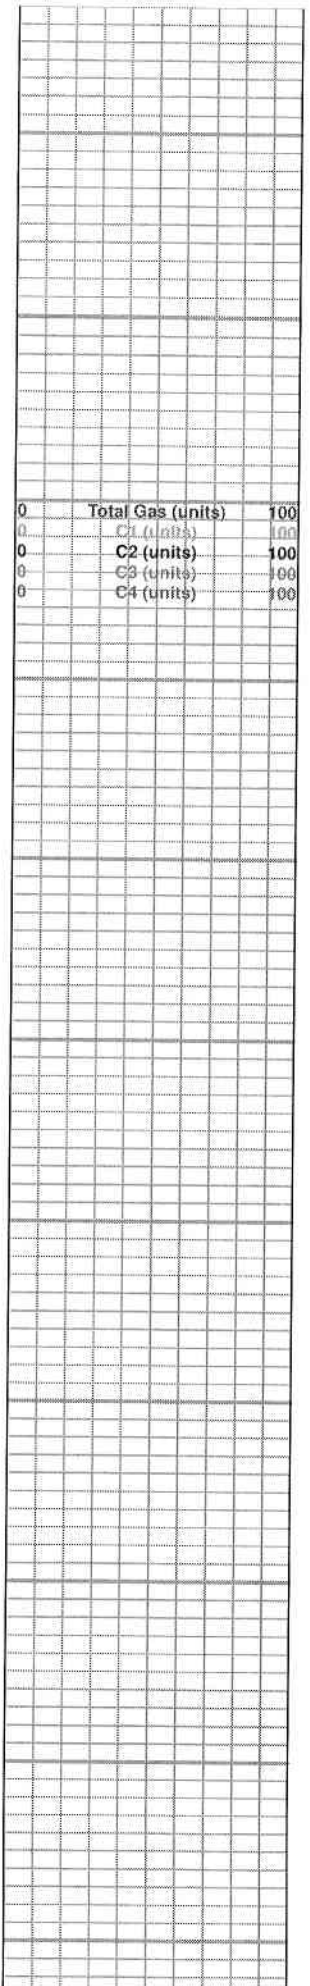 0 Total Gas (units) 100
0 C1 (units) 100
0 C2 (units) 100
0 C3 (units) 100
0 C4 (units) 100